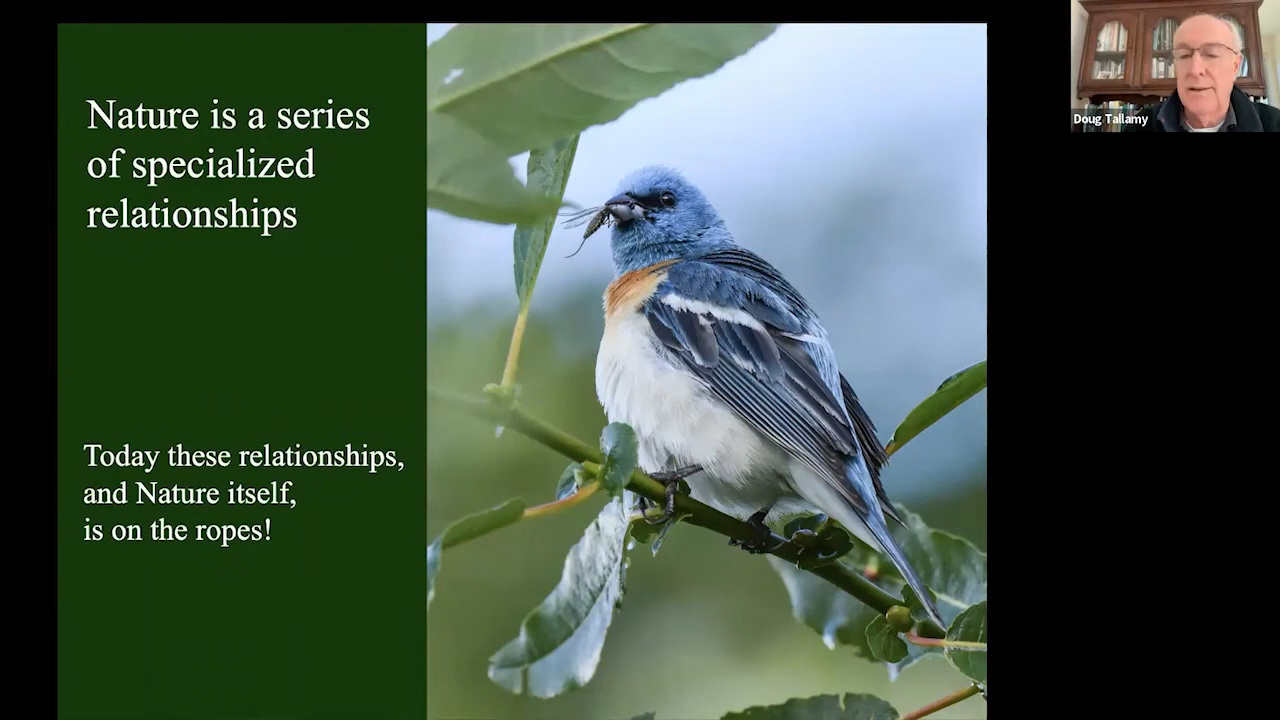 Nature is a series
of specialized
relationships
Today these relationships,
and Nature itself,
is on the ropes!
Doug Tallamy